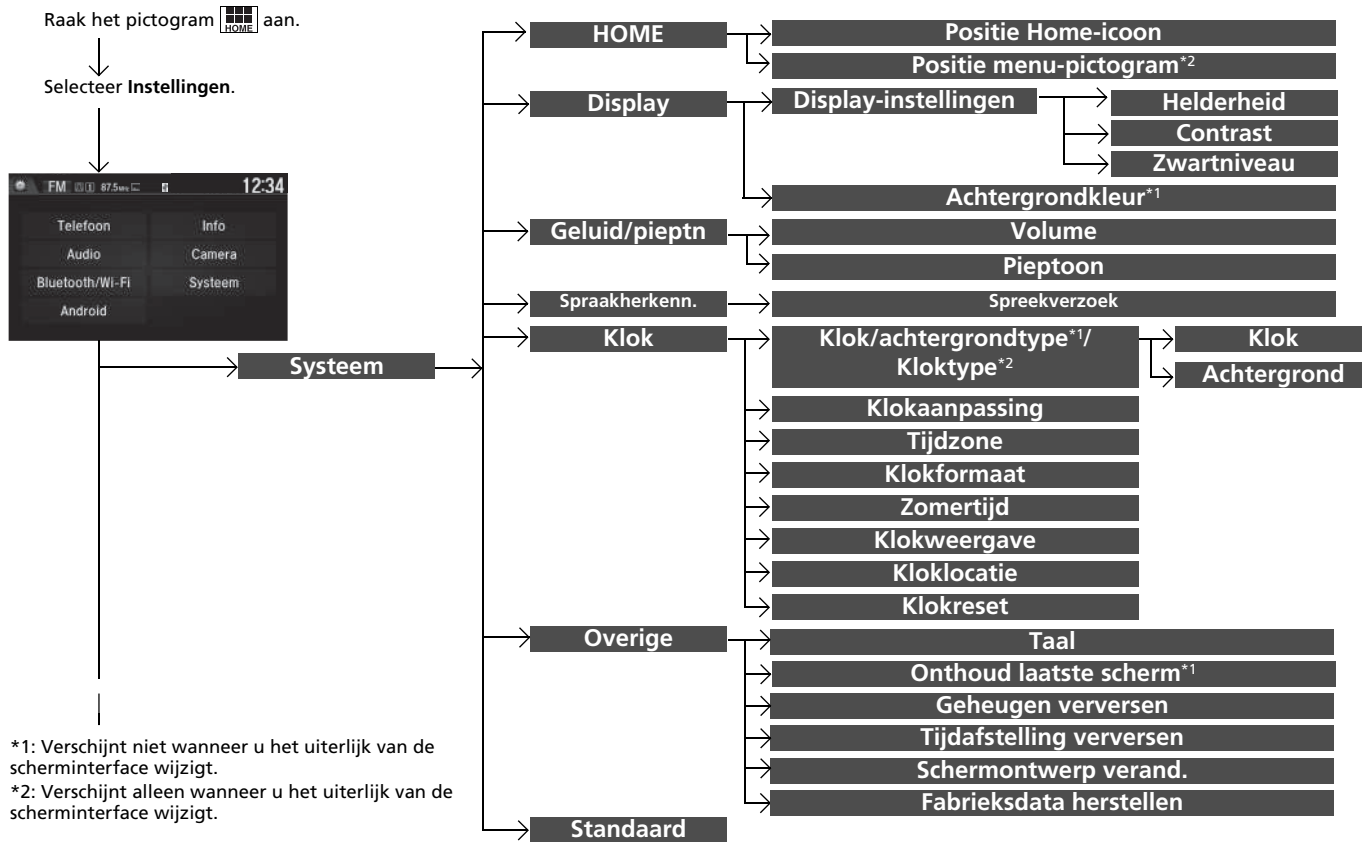 Raak het pictogram HOME aan.
Selecteer Instellingen.
FM 87.5MHz 12:34
Telefoon Info
Audio Camera
Bluetooth/Wi-Fi Systeem
Android
Systeem
HOME
Positie Home-icoon
Positie menu-pictogram*2
Display
Display-instellingen
Helderheid
Contrast
Zwartniveau
Achtergrondkleur*1
Geluid/pieptn
Volume
Pieptoon
Spraakherkenn.
Spreekverzoek
Klok
Klok/achtergrondtype*1/
Kloktype*2
Klok
Achtergrond
Klokaanpassing
Tijdzone
Klokformaat
Zomertijd
Klokweergave
Kloklocatie
Klokreset
Overige
Taal
Onthoud laatste scherm*1
Geheugen verversen
Tijdafstelling verversen
Schermontwerp verand.
Fabrieksdata herstellen
Standaard
*1: Verschijnt niet wanneer u het uiterlijk van de
scherminterface wijzigt.
*2: Verschijnt alleen wanneer u het uiterlijk van de
scherminterface wijzigt.